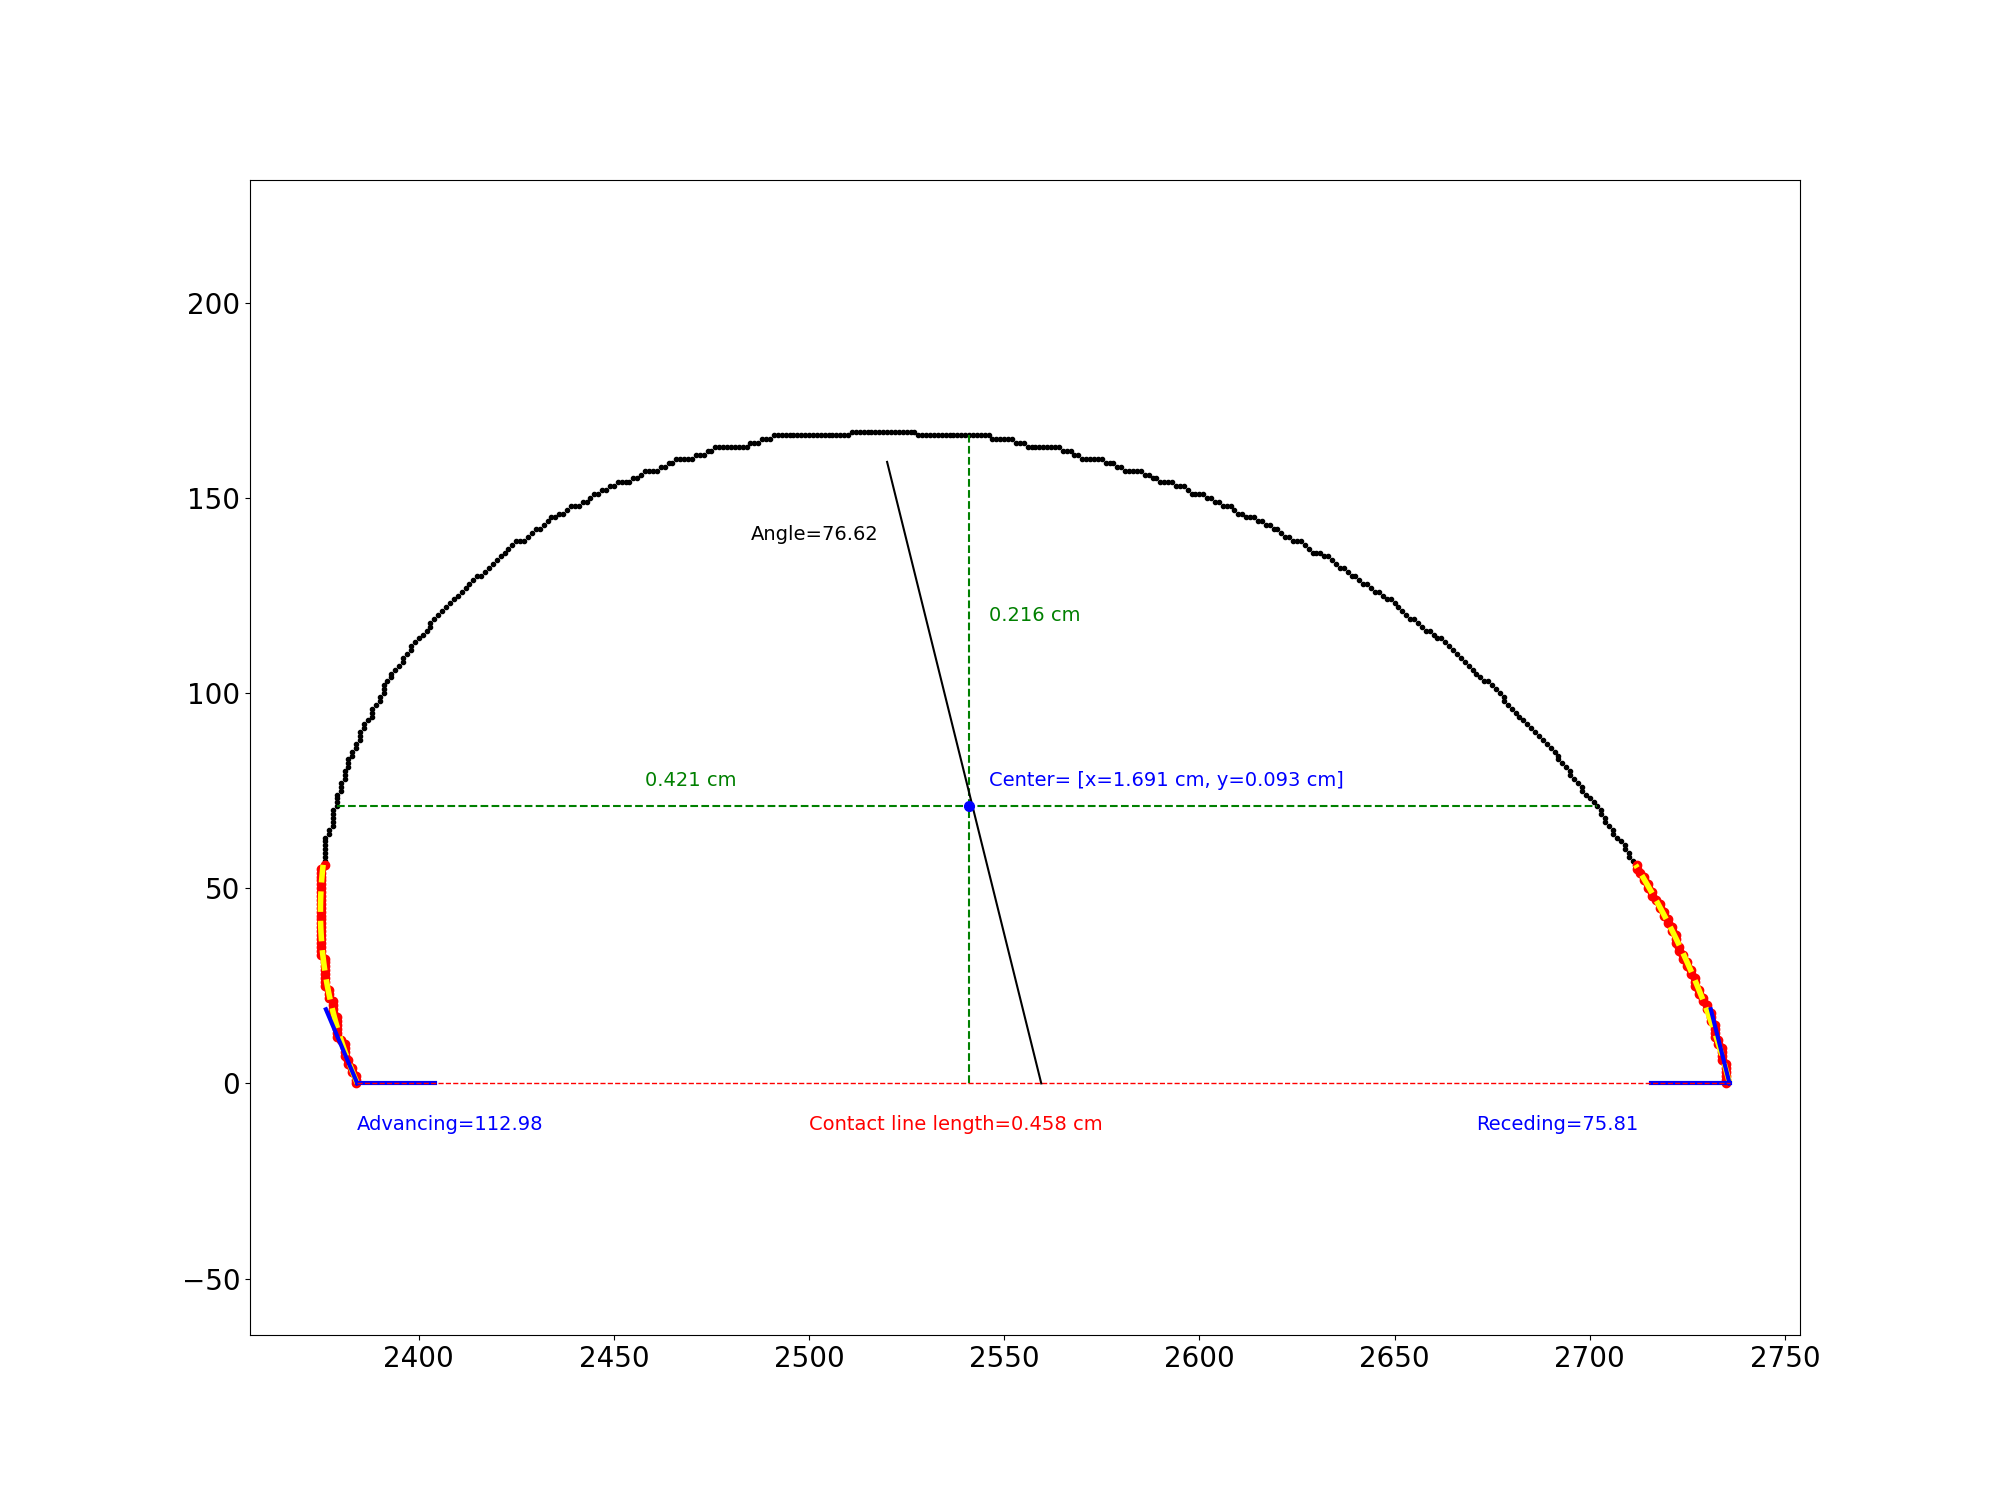 200
150
Angle=76.62
0.216 cm
100
0.421 cm
Center= [x=1.691 cm, y=0.093 cm]
50
0
Advancing=112.98
Contact line length=0.458 cm
Receding=75.81
−50
2400 2450 2500 2550 2600 2650 2700 2750